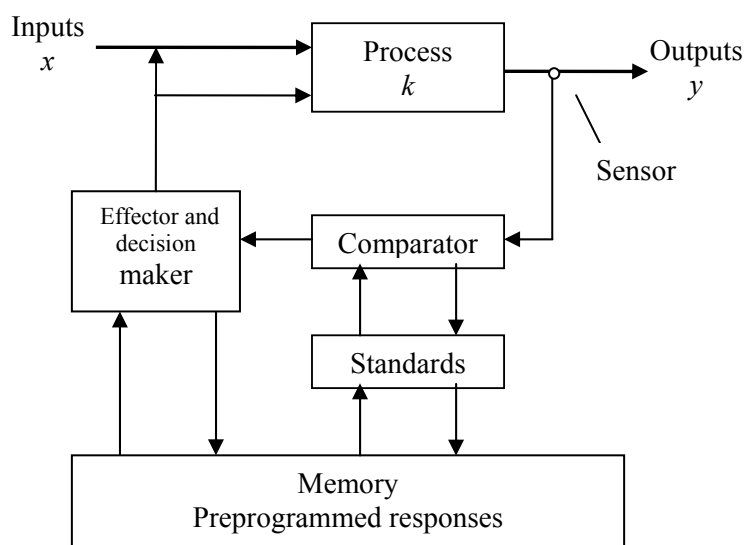 Inputs
x
Process
k
Outputs
y
Sensor
Effector and
decision
maker
Comparator
Standards
Memory
Preprogrammed responses